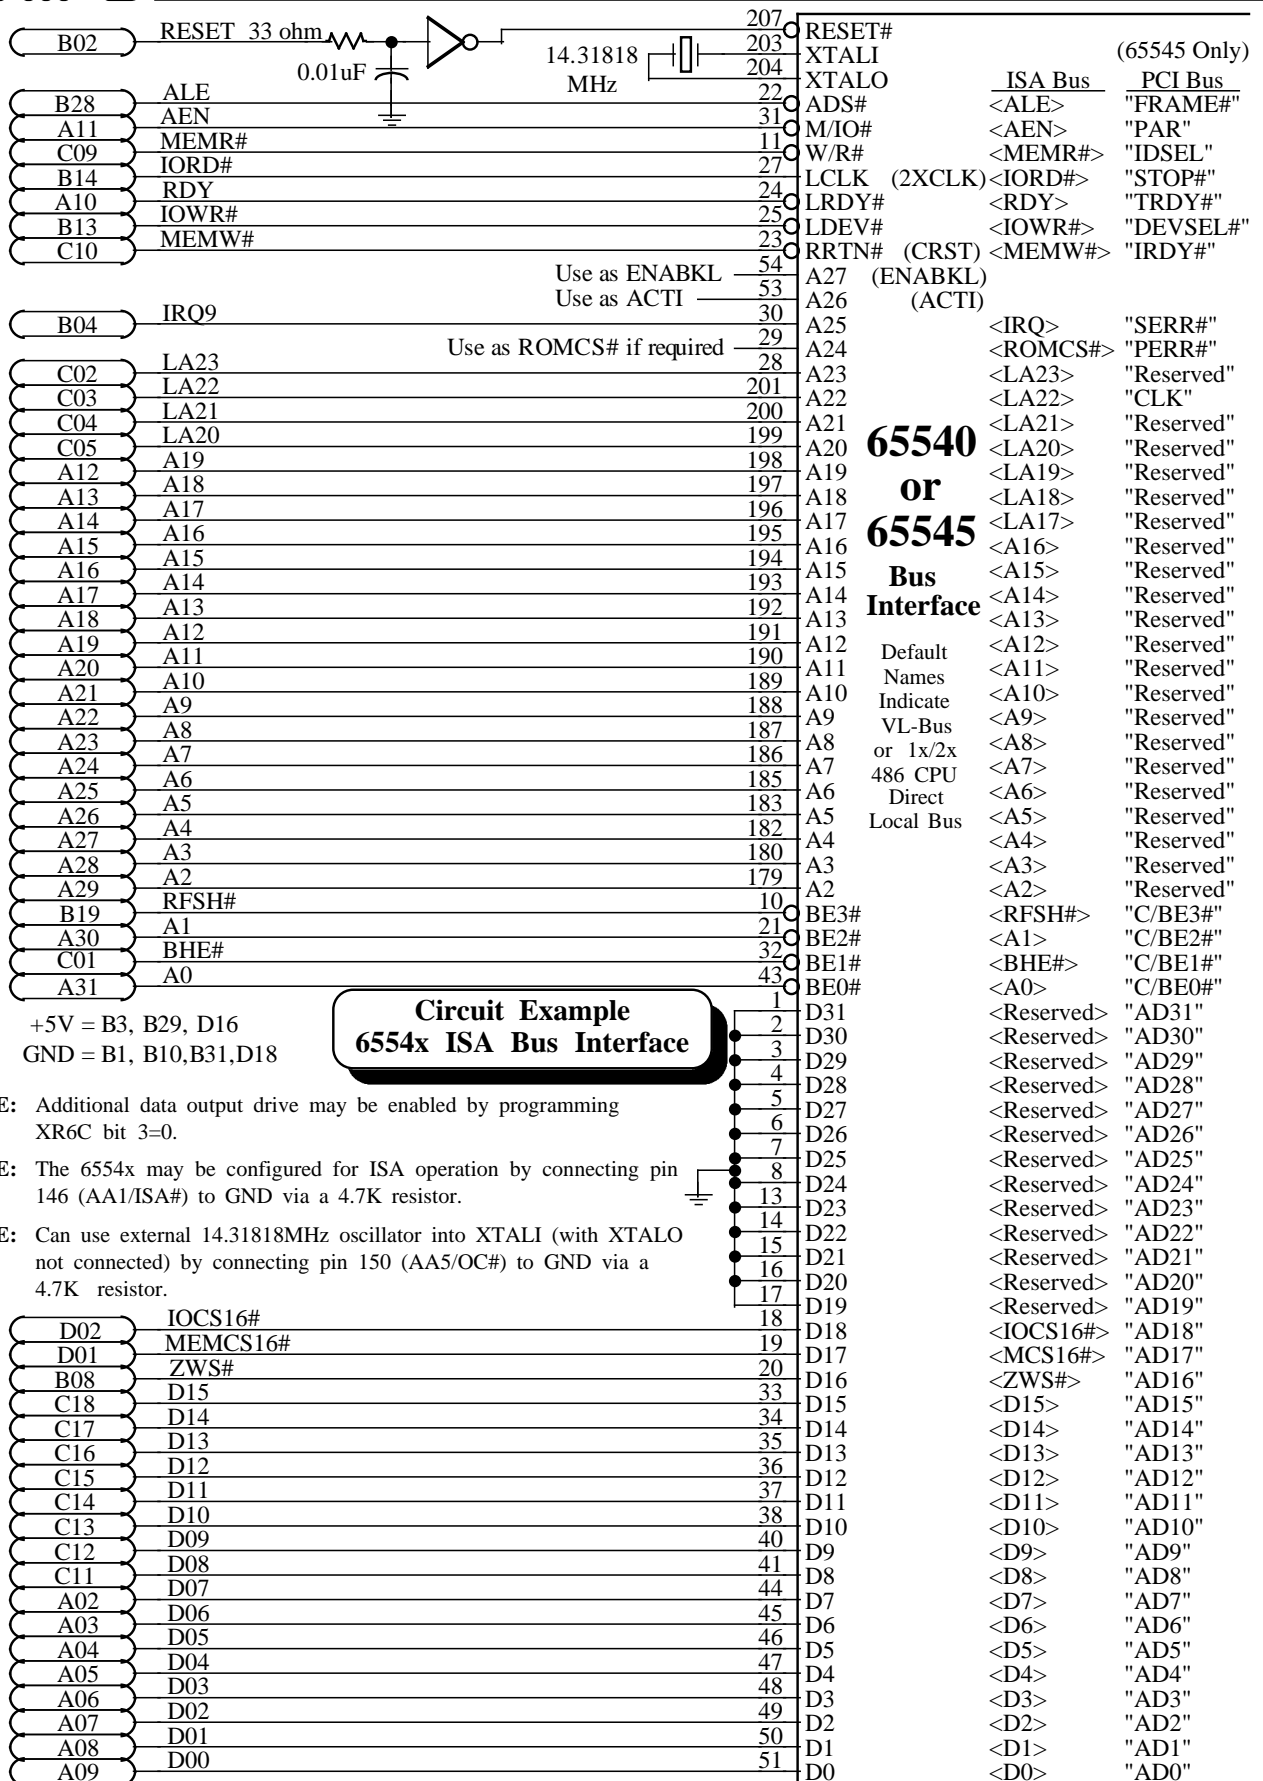 B02 RESET 33 ohm 207 RESET#
0.01uF 14.31818 MHz 203 XTALI (65545 Only)
204 XTALO ISA Bus PCI Bus
B28 ALE 22 ADS# <ALE> "FRAME#"
A11 AEN 31 M/IO# <AEN> "PAR"
C09 MEMR# 11 W/R# <MEMR#> "IDSEL"
B14 IORD# 27 LCLK (2XCLK) <IORD#> "STOP#"
A10 RDY 24 LRDY# <RDY> "TRDY#"
B13 IOWR# 25 LDEV# <IOWR#> "DEVSEL#"
C10 MEMW# 23 RRTN# (CRST) <MEMW#> "IRDY#"
Use as ENABKL 54 A27 (ENABKL)
Use as ACTI 53 A26 (ACTI)
B04 IRQ9 30 A25 <IRQ> "SERR#"
Use as ROMCS# if required 29 A24 <ROMCS#> "PERR#"
C02 LA23 28 A23 <LA23> "Reserved"
C03 LA22 201 A22 <LA22> "CLK"
C04 LA21 200 A21 <LA21> "Reserved"
C05 LA20 199 A20 <LA20> "Reserved"
A12 A19 198 A19 <LA19> "Reserved"
A13 A18 197 A18 <LA18> "Reserved"
A14 A17 196 A17 <LA17> "Reserved"
A15 A16 195 A16 <A16> "Reserved"
A16 A15 194 A15 <A15> "Reserved"
A17 A14 193 A14 <A14> "Reserved"
A18 A13 192 A13 <A13> "Reserved"
A19 A12 191 A12 <A12> "Reserved"
A20 A11 190 A11 <A11> "Reserved"
A21 A10 189 A10 <A10> "Reserved"
A22 A9 188 A9 <A9> "Reserved"
A23 A8 187 A8 <A8> "Reserved"
A24 A7 186 A7 <A7> "Reserved"
A25 A6 185 A6 <A6> "Reserved"
A26 A5 183 A5 <A5> "Reserved"
A27 A4 182 A4 <A4> "Reserved"
A28 A3 180 A3 <A3> "Reserved"
A29 A2 179 A2 <A2> "Reserved"
B19 RFSH# 10 BE3# <RFSH#> "C/BE3#"
A30 A1 21 BE2# <A1> "C/BE2#"
C01 BHE# 32 BE1# <BHE#> "C/BE1#"
A31 A0 43 BE0# <A0> "C/BE0#"
65540
or
65545
Bus
Interface
Default
Names
Indicate
VL-Bus
or 1x/2x
486 CPU
Direct
Local Bus
+5V = B3, B29, D16
GND = B1, B10,B31,D18
Circuit Example
6554x ISA Bus Interface
E: Additional data output drive may be enabled by programming
XR6C bit 3=0.
E: The 6554x may be configured for ISA operation by connecting pin
146 (AA1/ISA#) to GND via a 4.7K resistor.
E: Can use external 14.31818MHz oscillator into XTALI (with XTALO
not connected) by connecting pin 150 (AA5/OC#) to GND via a
4.7K resistor.
1 D31 <Reserved> "AD31"
2 D30 <Reserved> "AD30"
3 D29 <Reserved> "AD29"
4 D28 <Reserved> "AD28"
5 D27 <Reserved> "AD27"
6 D26 <Reserved> "AD26"
7 D25 <Reserved> "AD25"
8 D24 <Reserved> "AD24"
13 D23 <Reserved> "AD23"
14 D22 <Reserved> "AD22"
15 D21 <Reserved> "AD21"
16 D20 <Reserved> "AD20"
17 D19 <Reserved> "AD19"
D02 IOCS16# 18 D18 <IOCS16#> "AD18"
D01 MEMCS16# 19 D17 <MCS16#> "AD17"
B08 ZWS# 20 D16 <ZWS#> "AD16"
C18 D15 33 D15 <D15> "AD15"
C17 D14 34 D14 <D14> "AD14"
C16 D13 35 D13 <D13> "AD13"
C15 D12 36 D12 <D12> "AD12"
C14 D11 37 D11 <D11> "AD11"
C13 D10 38 D10 <D10> "AD10"
C12 D09 40 D9 <D9> "AD9"
C11 D08 41 D8 <D8> "AD8"
A02 D07 44 D7 <D7> "AD7"
A03 D06 45 D6 <D6> "AD6"
A04 D05 46 D5 <D5> "AD5"
A05 D04 47 D4 <D4> "AD4"
A06 D03 48 D3 <D3> "AD3"
A07 D02 49 D2 <D2> "AD2"
A08 D01 50 D1 <D1> "AD1"
A09 D00 51 D0 <D0> "AD0"